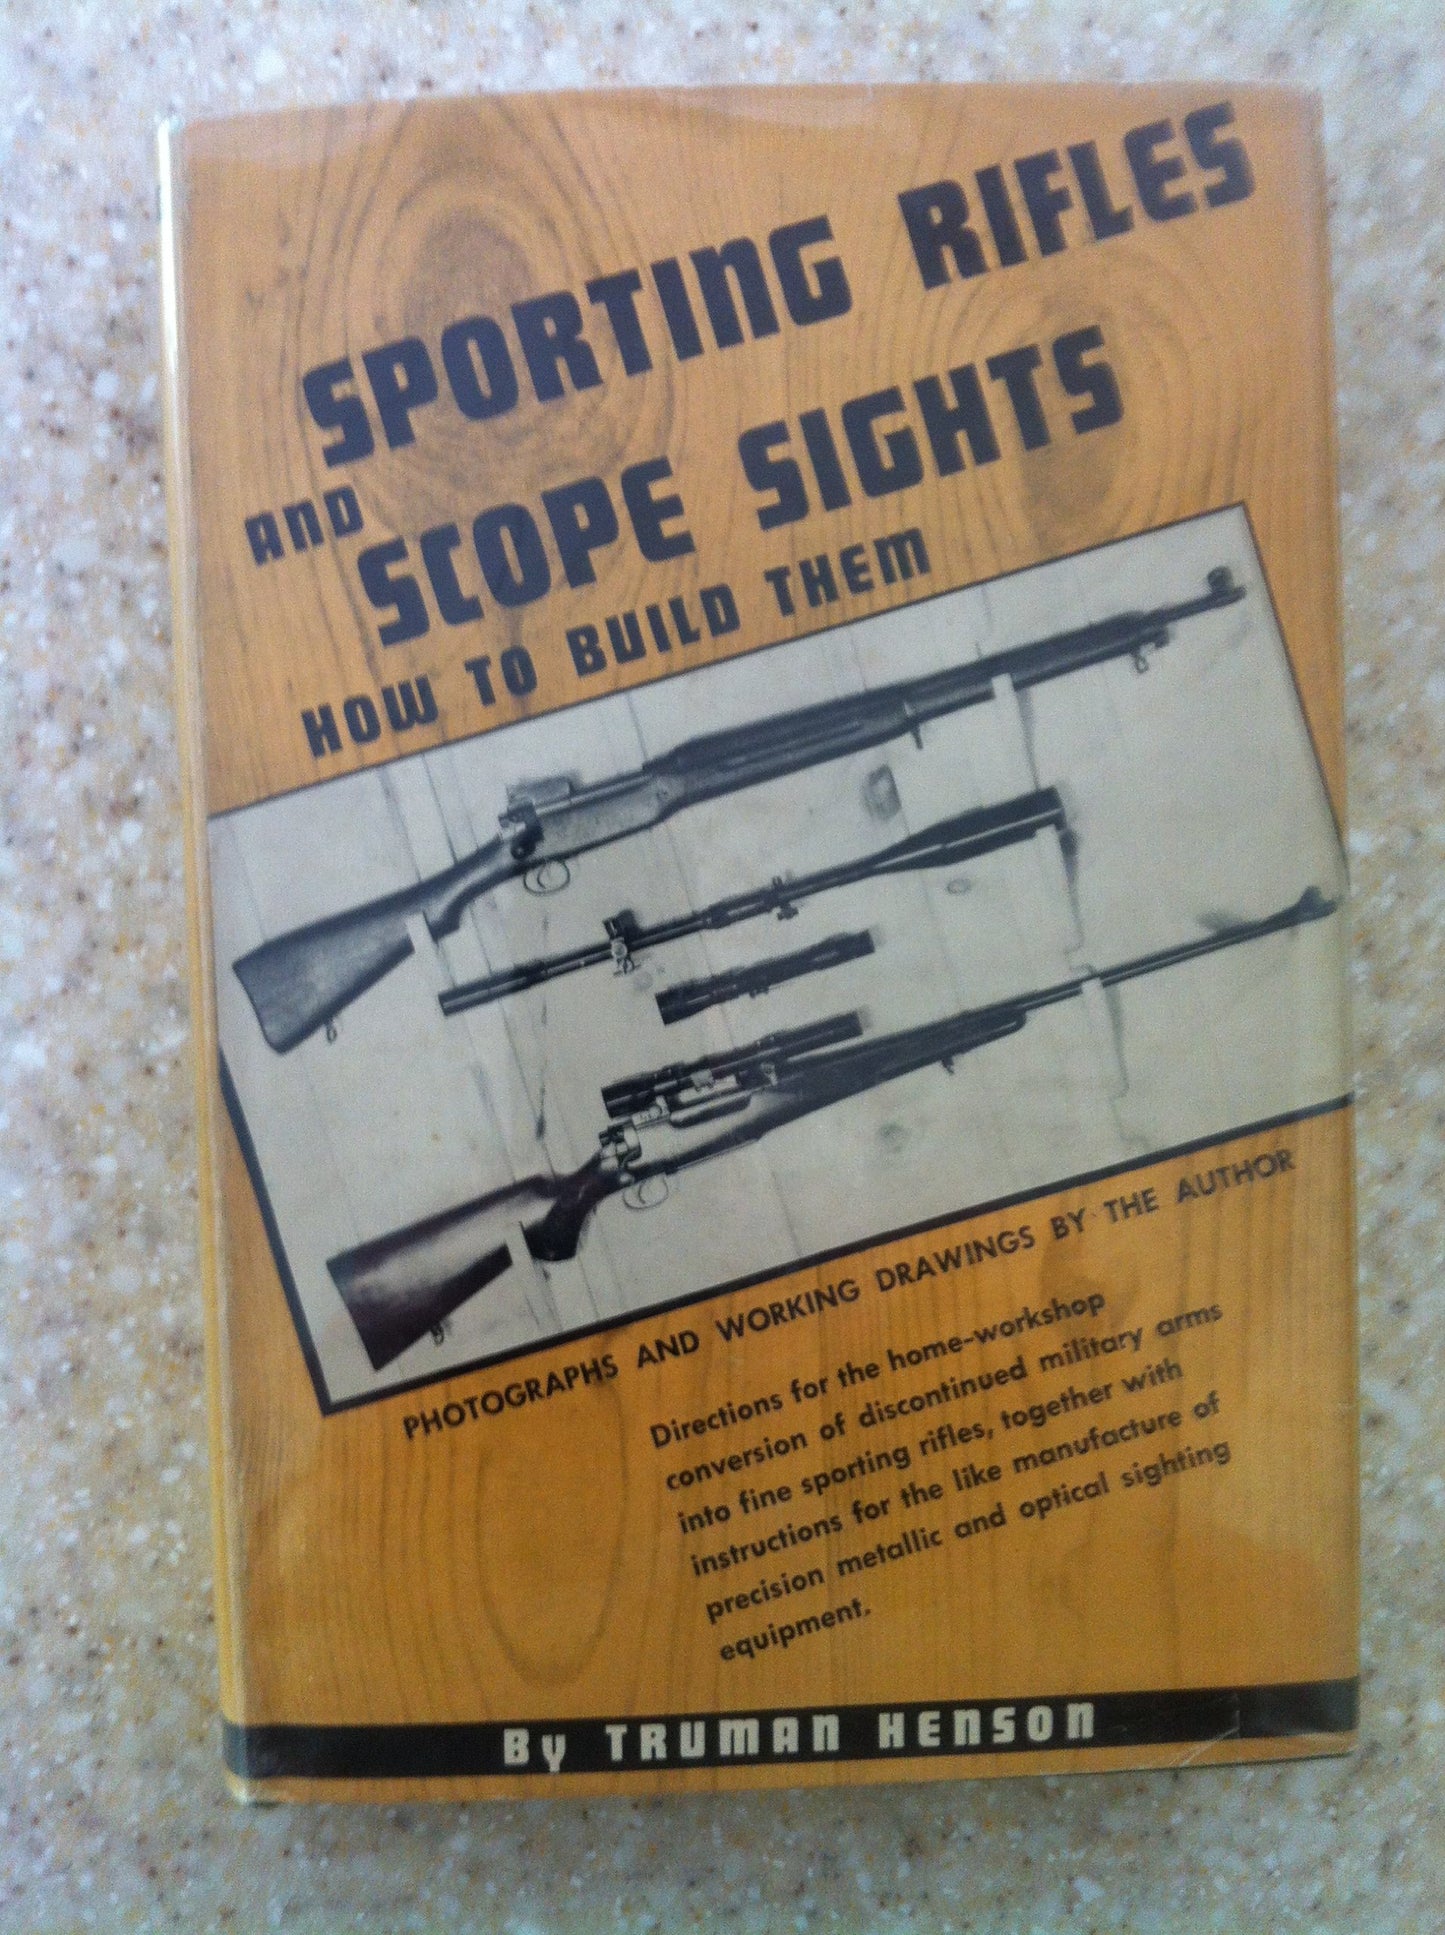 SPORTING RIFLES
AND
SCOPE SIGHTS
HOW TO BUILD THEM
PHOTOGRAPHS AND WORKING DRAWINGS BY THE AUTHOR
Directions for the home-workshop
conversion of discontinued military arms
into fine sporting rifles, together with
instructions for the like manufacture of
precision metallic and optical sighting
equipment.
By TRUMAN HENSON